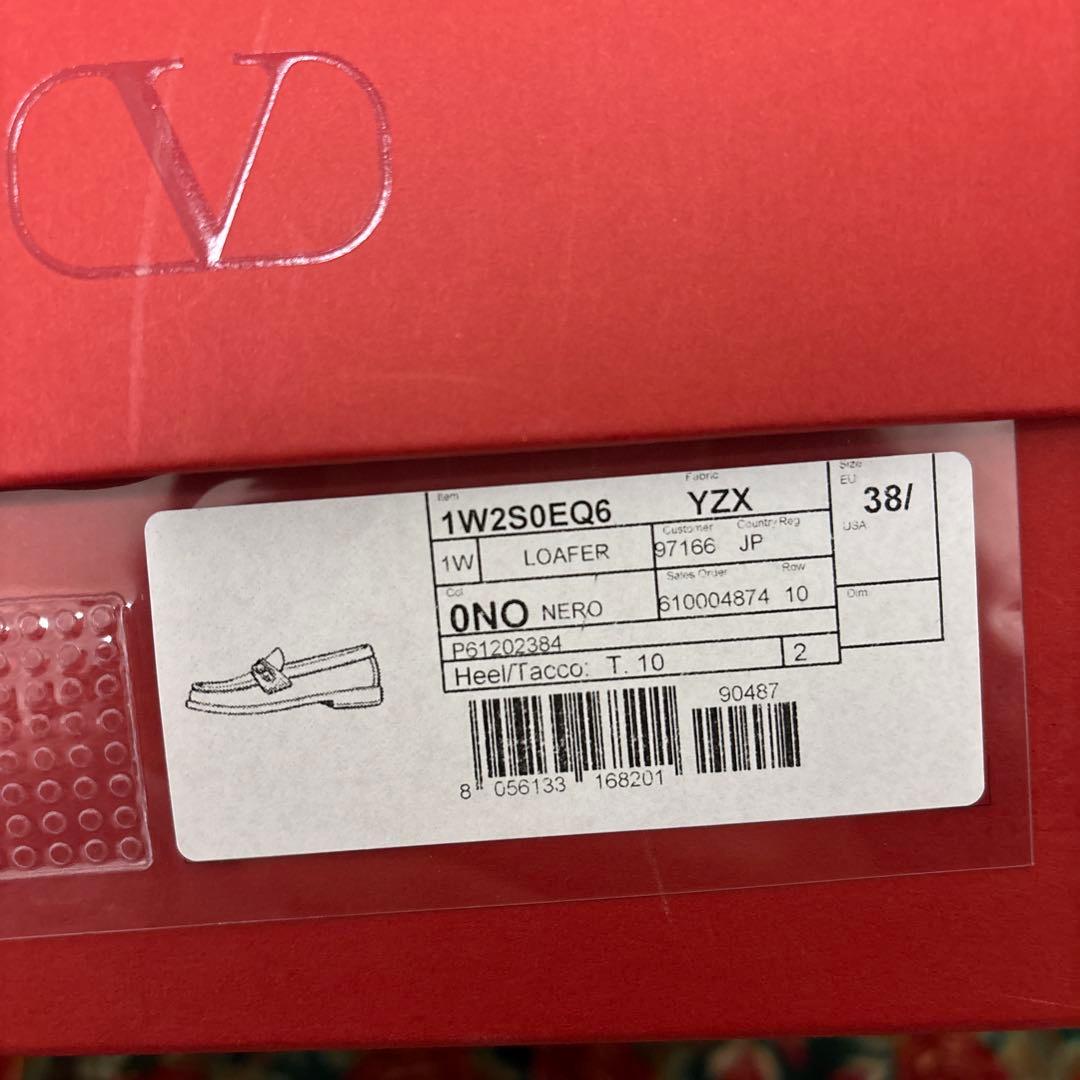 V
Item
Fabric
1W2S0EQ6 YZX
Size
EU 38/
USA
Dim
1W LOAFER
Customer Country Reg
97166 JP
Col
0NO NERO
Sales Order Row
610004874 10
P61202384
Heel/Tacco: T. 10 2
90487
8 056133 168201